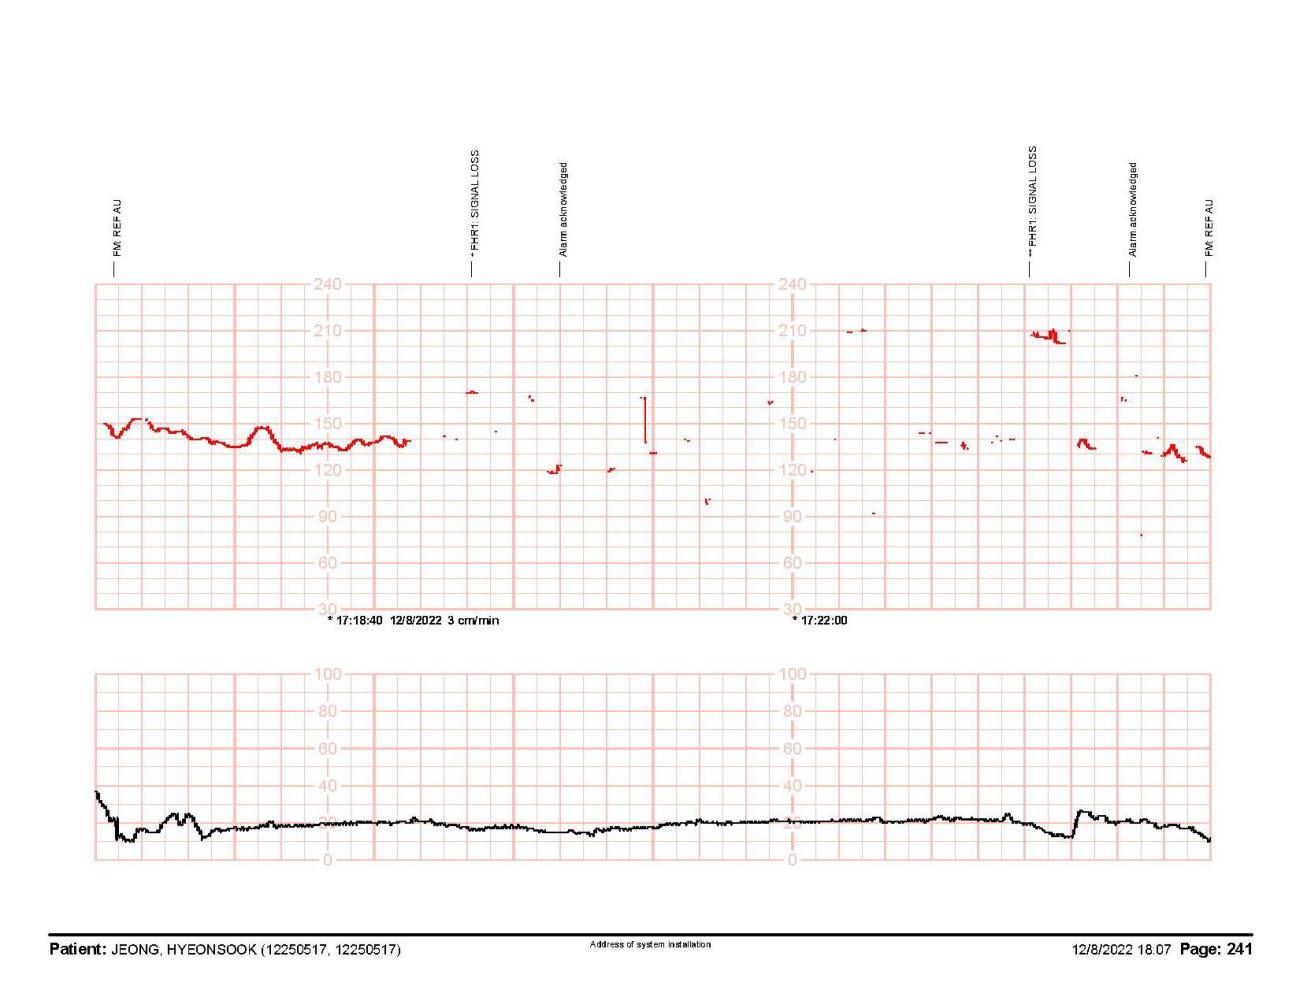 FM: REF AU
* FHR1: SIGNAL LOSS
Alarm acknowledged
** FHR1: SIGNAL LOSS
Alarm acknowledged
FM: REF AU
240 240
210 210
180 180
150 150
120 120
90 90
60 60
30 30
* 17:18:40 12/8/2022 3 cm/min * 17:22:00
100 100
80 80
60 60
40 40
20 20
0 0
Patient: JEONG, HYEONSOOK (12250517, 12250517) Address of system installation 12/8/2022 18:07 Page: 241